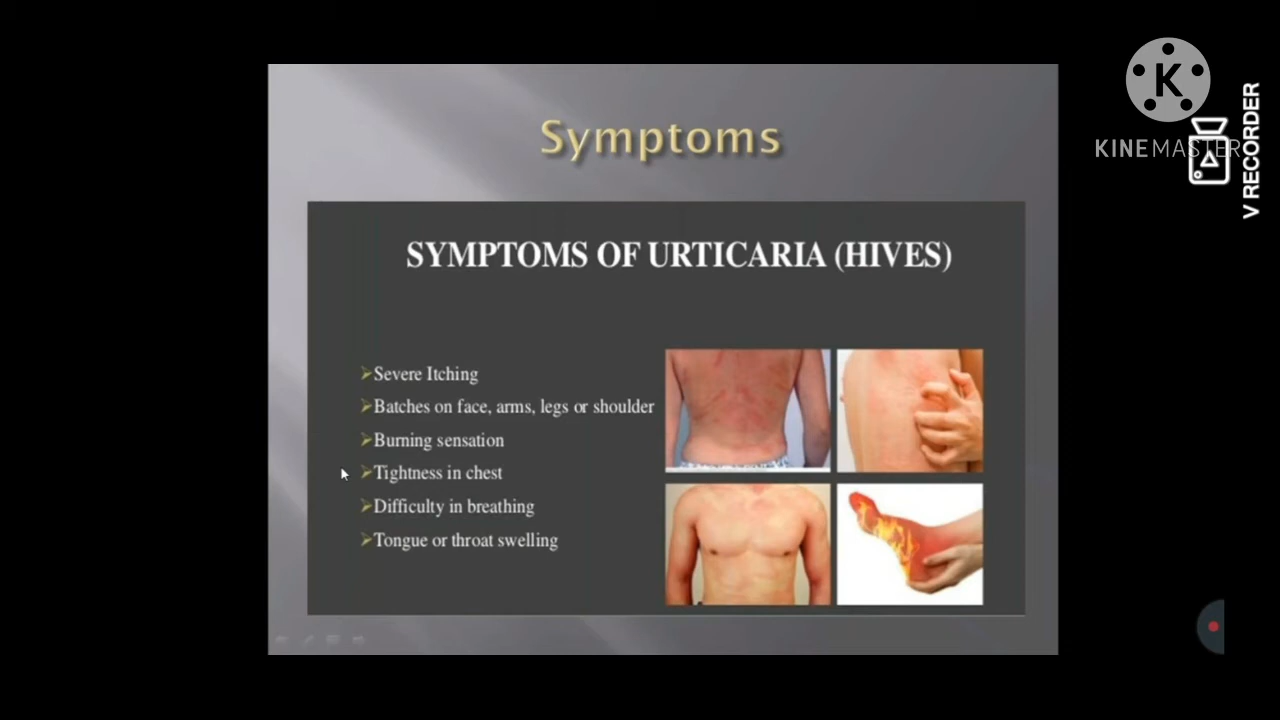 Symptoms
SYMPTOMS OF URTICARIA (HIVES)
Severe Itching
Batches on face, arms, legs or shoulder
Burning sensation
Tightness in chest
Difficulty in breathing
Tongue or throat swelling
K
KINEMASTER
V RECORDER